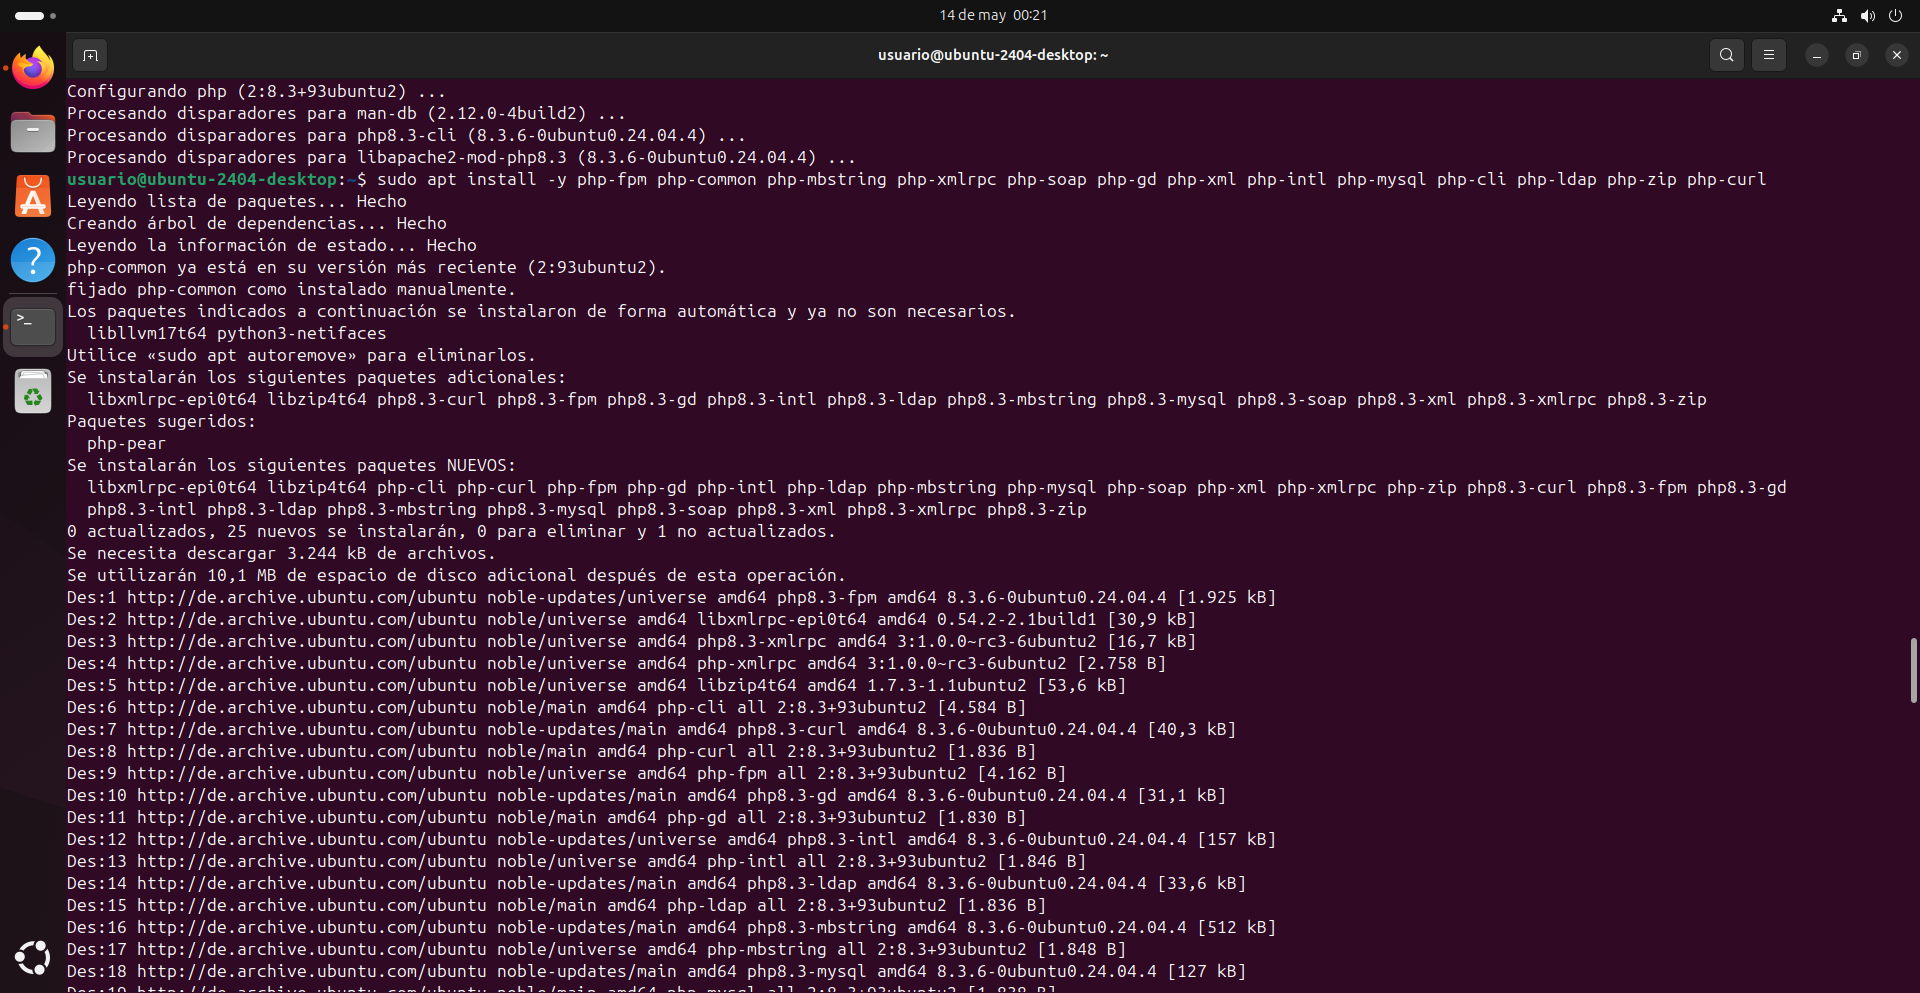 14 de may 00:21
usuario@ubuntu-2404-desktop: ~
Configurando php (2:8.3+93ubuntu2) ...
Procesando disparadores para man-db (2.12.0-4build2) ...
Procesando disparadores para php8.3-cli (8.3.6-0ubuntu0.24.04.4) ...
Procesando disparadores para libapache2-mod-php8.3 (8.3.6-0ubuntu0.24.04.4) ...
usuario@ubuntu-2404-desktop:~$ sudo apt install -y php-fpm php-common php-mbstring php-xmlrpc php-soap php-gd php-xml php-intl php-mysql php-cli php-ldap php-zip php-curl
Leyendo lista de paquetes... Hecho
Creando árbol de dependencias... Hecho
Leyendo la información de estado... Hecho
php-common ya está en su versión más reciente (2:93ubuntu2).
fijado php-common como instalado manualmente.
Los paquetes indicados a continuación se instalaron de forma automática y ya no son necesarios.
  libllvm17t64 python3-netifaces
Utilice «sudo apt autoremove» para eliminarlos.
Se instalarán los siguientes paquetes adicionales:
  libxmlrpc-epi0t64 libzip4t64 php8.3-curl php8.3-fpm php8.3-gd php8.3-intl php8.3-ldap php8.3-mbstring php8.3-mysql php8.3-soap php8.3-xml php8.3-xmlrpc php8.3-zip
Paquetes sugeridos:
  php-pear
Se instalarán los siguientes paquetes NUEVOS:
  libxmlrpc-epi0t64 libzip4t64 php-cli php-curl php-fpm php-gd php-intl php-ldap php-mbstring php-mysql php-soap php-xml php-xmlrpc php-zip php8.3-curl php8.3-fpm php8.3-gd
  php8.3-intl php8.3-ldap php8.3-mbstring php8.3-mysql php8.3-soap php8.3-xml php8.3-xmlrpc php8.3-zip
0 actualizados, 25 nuevos se instalarán, 0 para eliminar y 1 no actualizados.
Se necesita descargar 3.244 kB de archivos.
Se utilizarán 10,1 MB de espacio de disco adicional después de esta operación.
Des:1 http://de.archive.ubuntu.com/ubuntu noble-updates/universe amd64 php8.3-fpm amd64 8.3.6-0ubuntu0.24.04.4 [1.925 kB]
Des:2 http://de.archive.ubuntu.com/ubuntu noble/universe amd64 libxmlrpc-epi0t64 amd64 0.54.2-2.1build1 [30,9 kB]
Des:3 http://de.archive.ubuntu.com/ubuntu noble/universe amd64 php8.3-xmlrpc amd64 3:1.0.0~rc3-6ubuntu2 [16,7 kB]
Des:4 http://de.archive.ubuntu.com/ubuntu noble/universe amd64 php-xmlrpc amd64 3:1.0.0~rc3-6ubuntu2 [2.758 B]
Des:5 http://de.archive.ubuntu.com/ubuntu noble/universe amd64 libzip4t64 amd64 1.7.3-1.1ubuntu2 [53,6 kB]
Des:6 http://de.archive.ubuntu.com/ubuntu noble/main amd64 php-cli all 2:8.3+93ubuntu2 [4.584 B]
Des:7 http://de.archive.ubuntu.com/ubuntu noble-updates/main amd64 php8.3-curl amd64 8.3.6-0ubuntu0.24.04.4 [40,3 kB]
Des:8 http://de.archive.ubuntu.com/ubuntu noble/main amd64 php-curl all 2:8.3+93ubuntu2 [1.836 B]
Des:9 http://de.archive.ubuntu.com/ubuntu noble/universe amd64 php-fpm all 2:8.3+93ubuntu2 [4.162 B]
Des:10 http://de.archive.ubuntu.com/ubuntu noble-updates/main amd64 php8.3-gd amd64 8.3.6-0ubuntu0.24.04.4 [31,1 kB]
Des:11 http://de.archive.ubuntu.com/ubuntu noble/main amd64 php-gd all 2:8.3+93ubuntu2 [1.830 B]
Des:12 http://de.archive.ubuntu.com/ubuntu noble-updates/universe amd64 php8.3-intl amd64 8.3.6-0ubuntu0.24.04.4 [157 kB]
Des:13 http://de.archive.ubuntu.com/ubuntu noble/universe amd64 php-intl all 2:8.3+93ubuntu2 [1.846 B]
Des:14 http://de.archive.ubuntu.com/ubuntu noble-updates/main amd64 php8.3-ldap amd64 8.3.6-0ubuntu0.24.04.4 [33,6 kB]
Des:15 http://de.archive.ubuntu.com/ubuntu noble/main amd64 php-ldap all 2:8.3+93ubuntu2 [1.836 B]
Des:16 http://de.archive.ubuntu.com/ubuntu noble-updates/main amd64 php8.3-mbstring amd64 8.3.6-0ubuntu0.24.04.4 [512 kB]
Des:17 http://de.archive.ubuntu.com/ubuntu noble/universe amd64 php-mbstring all 2:8.3+93ubuntu2 [1.848 B]
Des:18 http://de.archive.ubuntu.com/ubuntu noble-updates/main amd64 php8.3-mysql amd64 8.3.6-0ubuntu0.24.04.4 [127 kB]
Des:19 http://de.archive.ubuntu.com/ubuntu noble/main amd64 php-mysql all 2:8.3+93ubuntu2 [1.838 B]